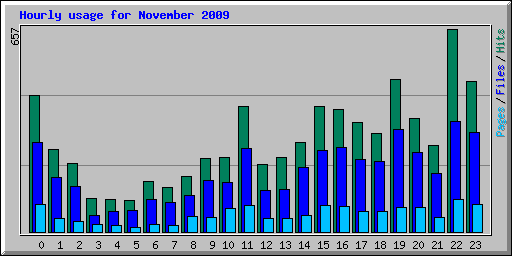 Hourly usage for November 2009
657
Pages / Files / Hits
0 1 2 3 4 5 6 7 8 9 10 11 12 13 14 15 16 17 18 19 20 21 22 23